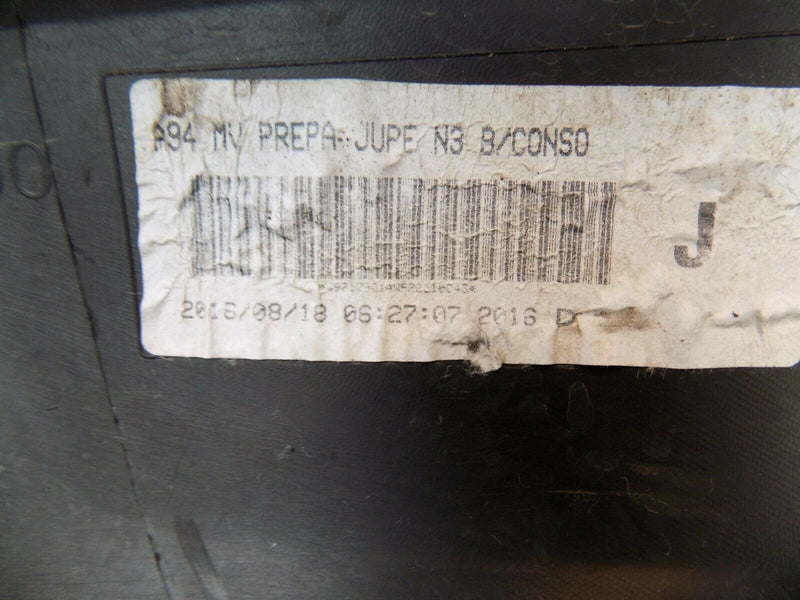 A94 MV PREPA JUPE N3 B/CONSO
J
2016/08/18 06:27:07 2016 D